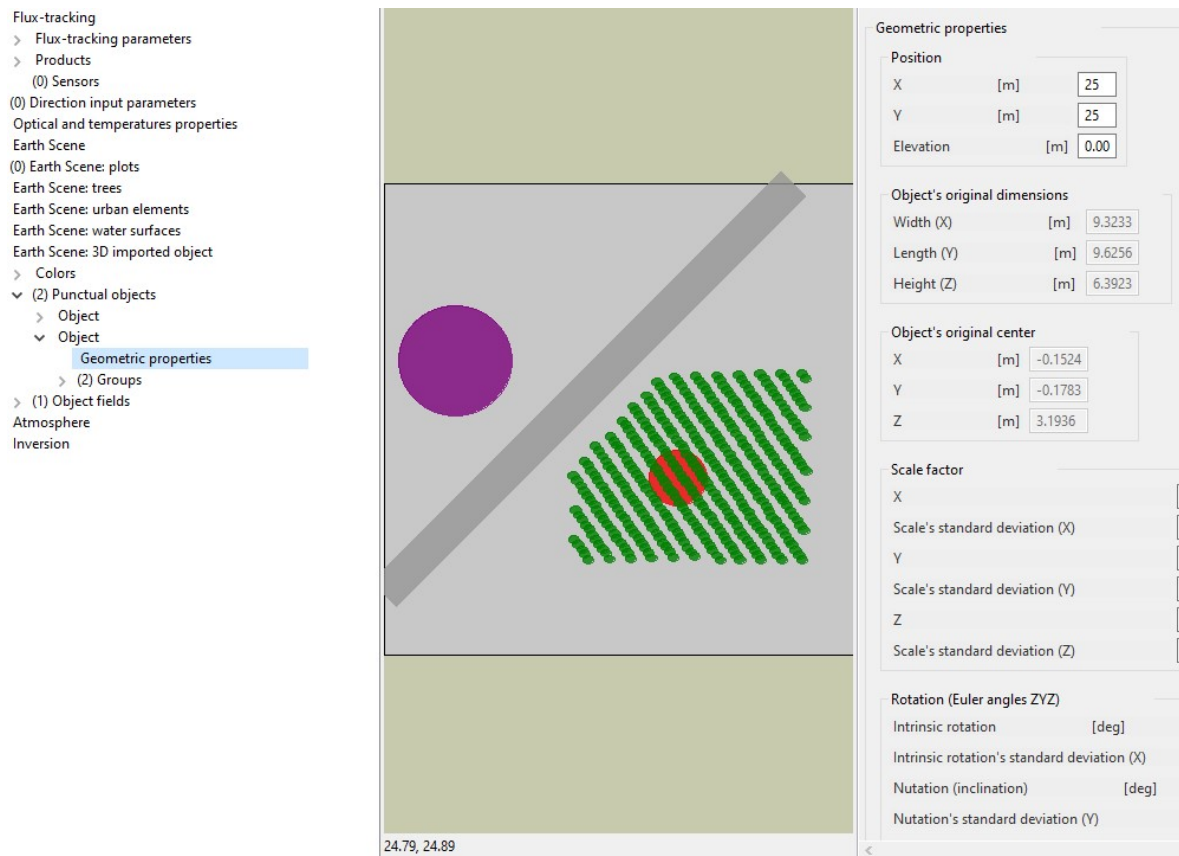 Flux-tracking
Flux-tracking parameters
Products
(0) Sensors
(0) Direction input parameters
Optical and temperatures properties
Earth Scene
(0) Earth Scene: plots
Earth Scene: trees
Earth Scene: urban elements
Earth Scene: water surfaces
Earth Scene: 3D imported object
Colors
(2) Punctual objects
Object
Object
Geometric properties
(2) Groups
(1) Object fields
Atmosphere
Inversion
24.79, 24.89
Geometric properties
Position
X [m] 25
Y [m] 25
Elevation [m] 0.00
Object's original dimensions
Width (X) [m] 9.3233
Length (Y) [m] 9.6256
Height (Z) [m] 6.3923
Object's original center
X [m] -0.1524
Y [m] -0.1783
Z [m] 3.1936
Scale factor
X
Scale's standard deviation (X)
Y
Scale's standard deviation (Y)
Z
Scale's standard deviation (Z)
Rotation (Euler angles ZYZ)
Intrinsic rotation [deg]
Intrinsic rotation's standard deviation (X)
Nutation (inclination) [deg]
Nutation's standard deviation (Y)